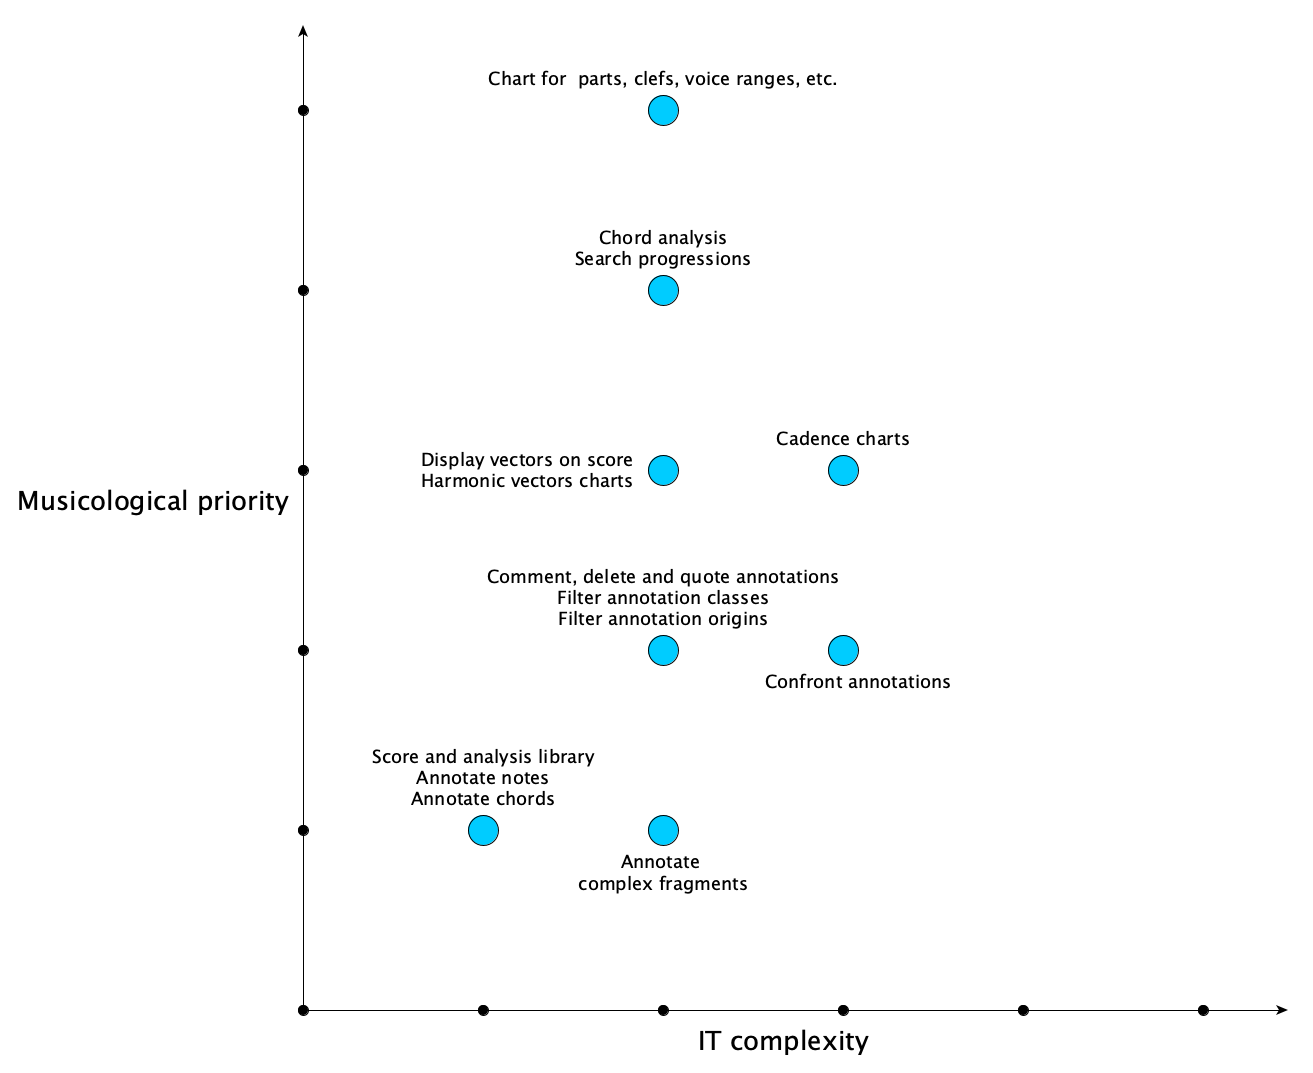 Chart for  parts, clefs, voice ranges, etc.
Chord analysis
Search progressions
Cadence charts
Display vectors on score
Harmonic vectors charts
Musicological priority
Comment, delete and quote annotations
Filter annotation classes
Filter annotation origins
Confront annotations
Score and analysis library
Annotate notes
Annotate chords
Annotate
complex fragments
IT complexity